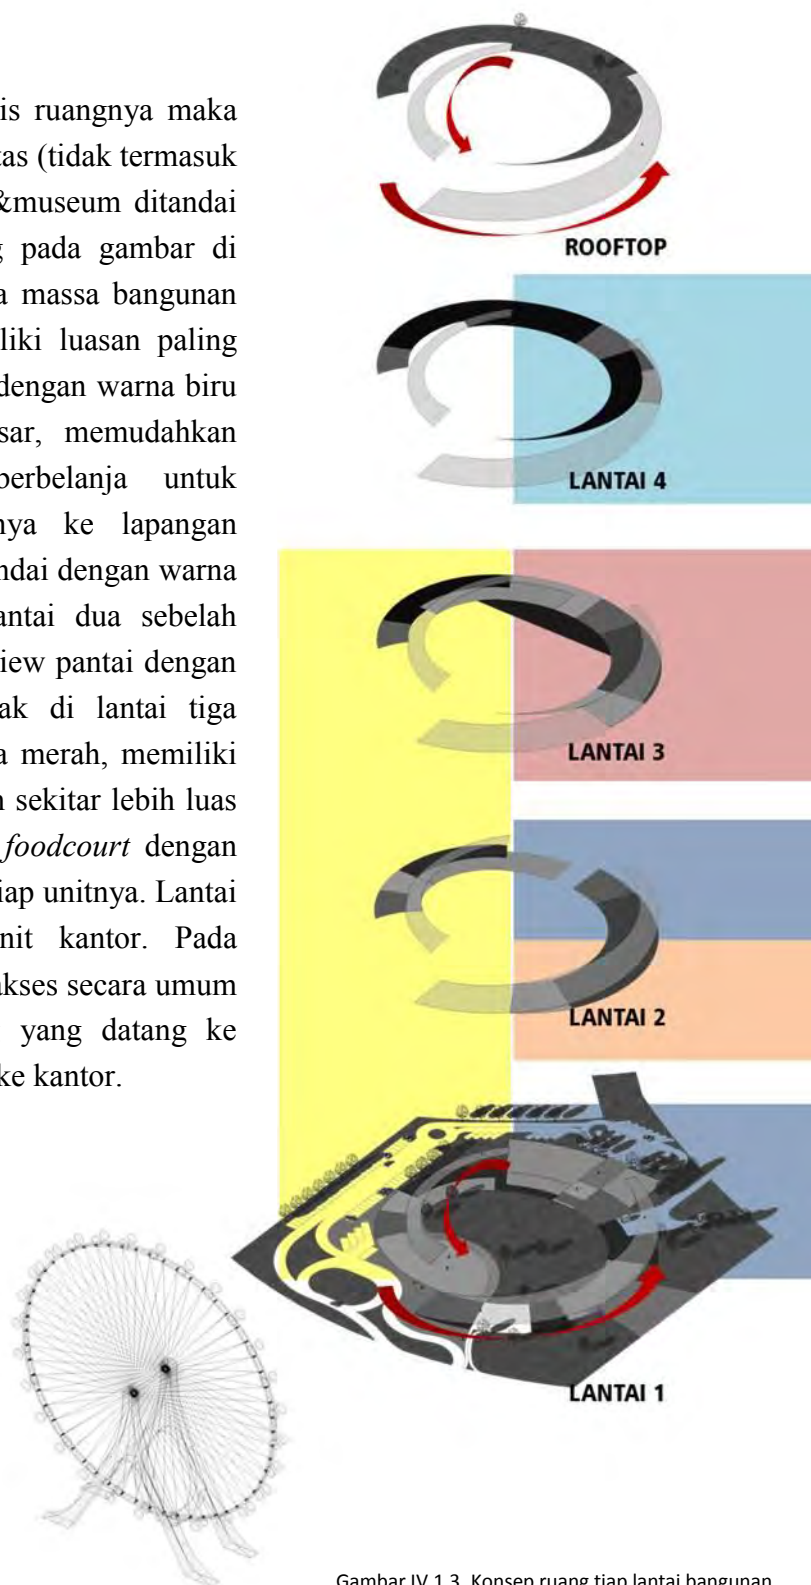 is ruangnya maka
tas (tidak termasuk
&museum ditandai
pada gambar di
massa bangunan
liki luasan paling
dengan warna biru
sar, memudahkan
berbelanja untuk
nya ke lapangan
ndai dengan warna
antai dua sebelah
iew pantai dengan
ak di lantai tiga
merah, memiliki
sekitar lebih luas
foodcourt dengan
iap unitnya. Lantai
nit kantor. Pada
akses secara umum
yang datang ke
ke kantor.
ROOFTOP
LANTAI 4
LANTAI 3
LANTAI 2
LANTAI 1
Gambar IV.1.3. Konsep ruang tiap lantai bangunan